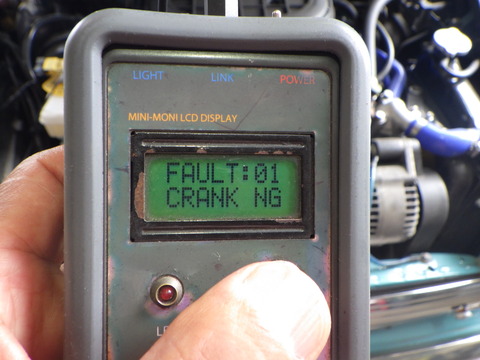 LIGHT LINK POWER
MINI-MONI LCD DISPLAY
FAULT:01
CRANK NG